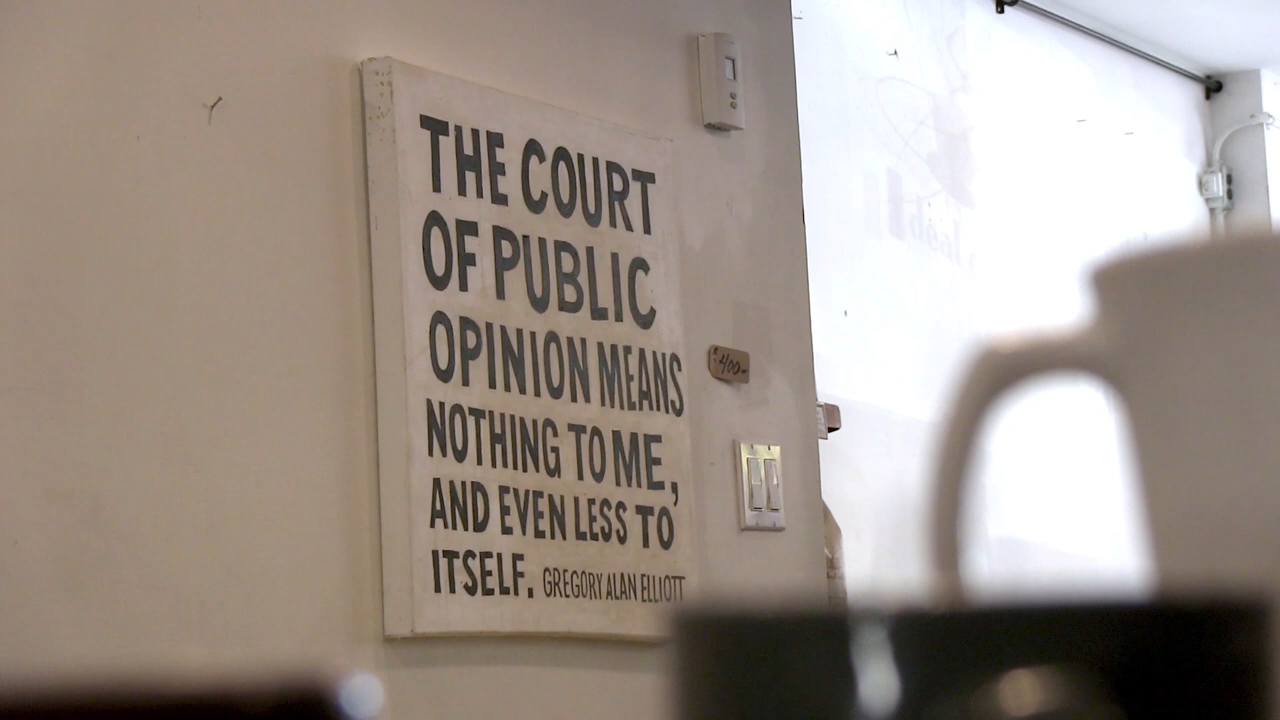 THE COURT
OF PUBLIC
OPINION MEANS
NOTHING TO ME,
AND EVEN LESS TO
ITSELF. GREGORY ALAN ELLIOTT
$400-